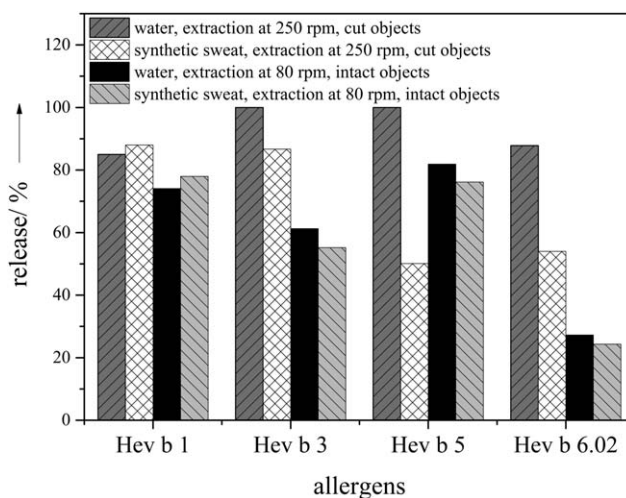 120
water, extraction at 250 rpm, cut objects
synthetic sweat, extraction at 250 rpm, cut objects
water, extraction at 80 rpm, intact objects
100
synthetic sweat, extraction at 80 rpm, intact objects
80
60
40
20
0
release/ %
Hev b 1 Hev b 3 Hev b 5 Hev b 6.02
allergens